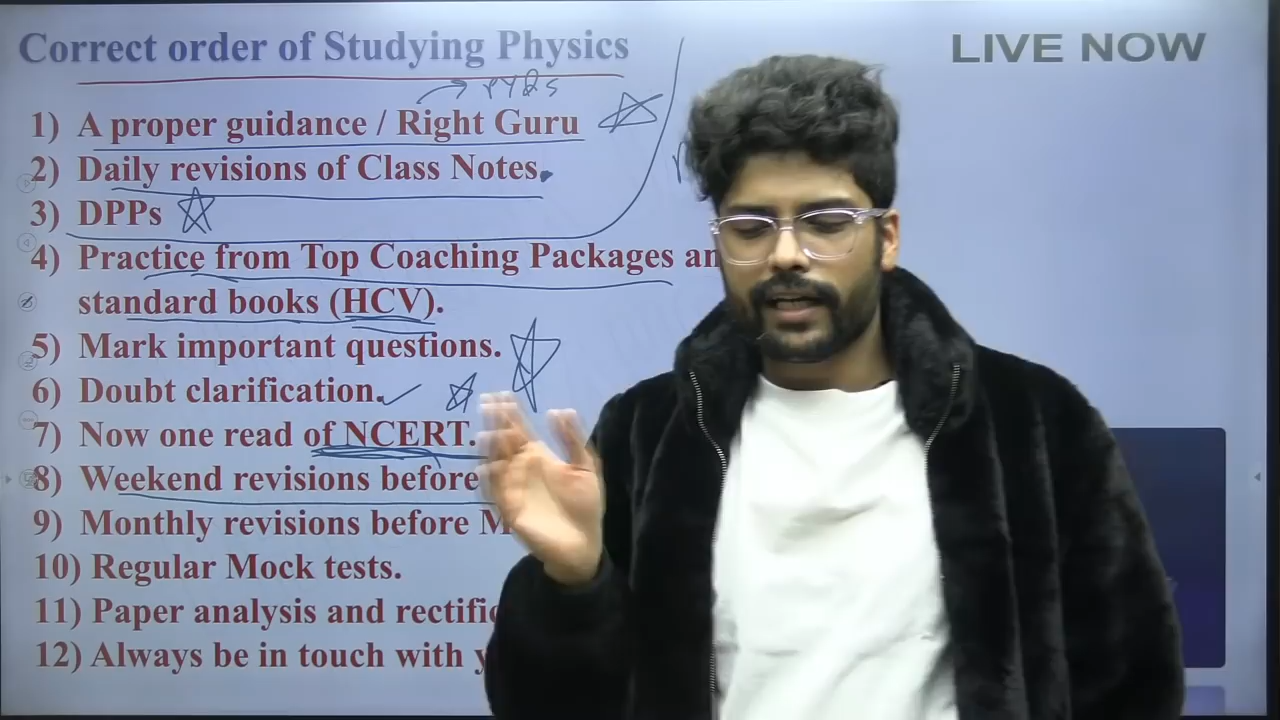 Correct order of Studying Physics
LIVE NOW
PYQs
1) A proper guidance / Right Guru
2) Daily revisions of Class Notes.
3) DPPs
4) Practice from Top Coaching Packages an
standard books (HCV).
5) Mark important questions.
6) Doubt clarification.
7) Now one read of NCERT.
8) Weekend revisions before
9) Monthly revisions before M
10) Regular Mock tests.
11) Paper analysis and rectific
12) Always be in touch with y